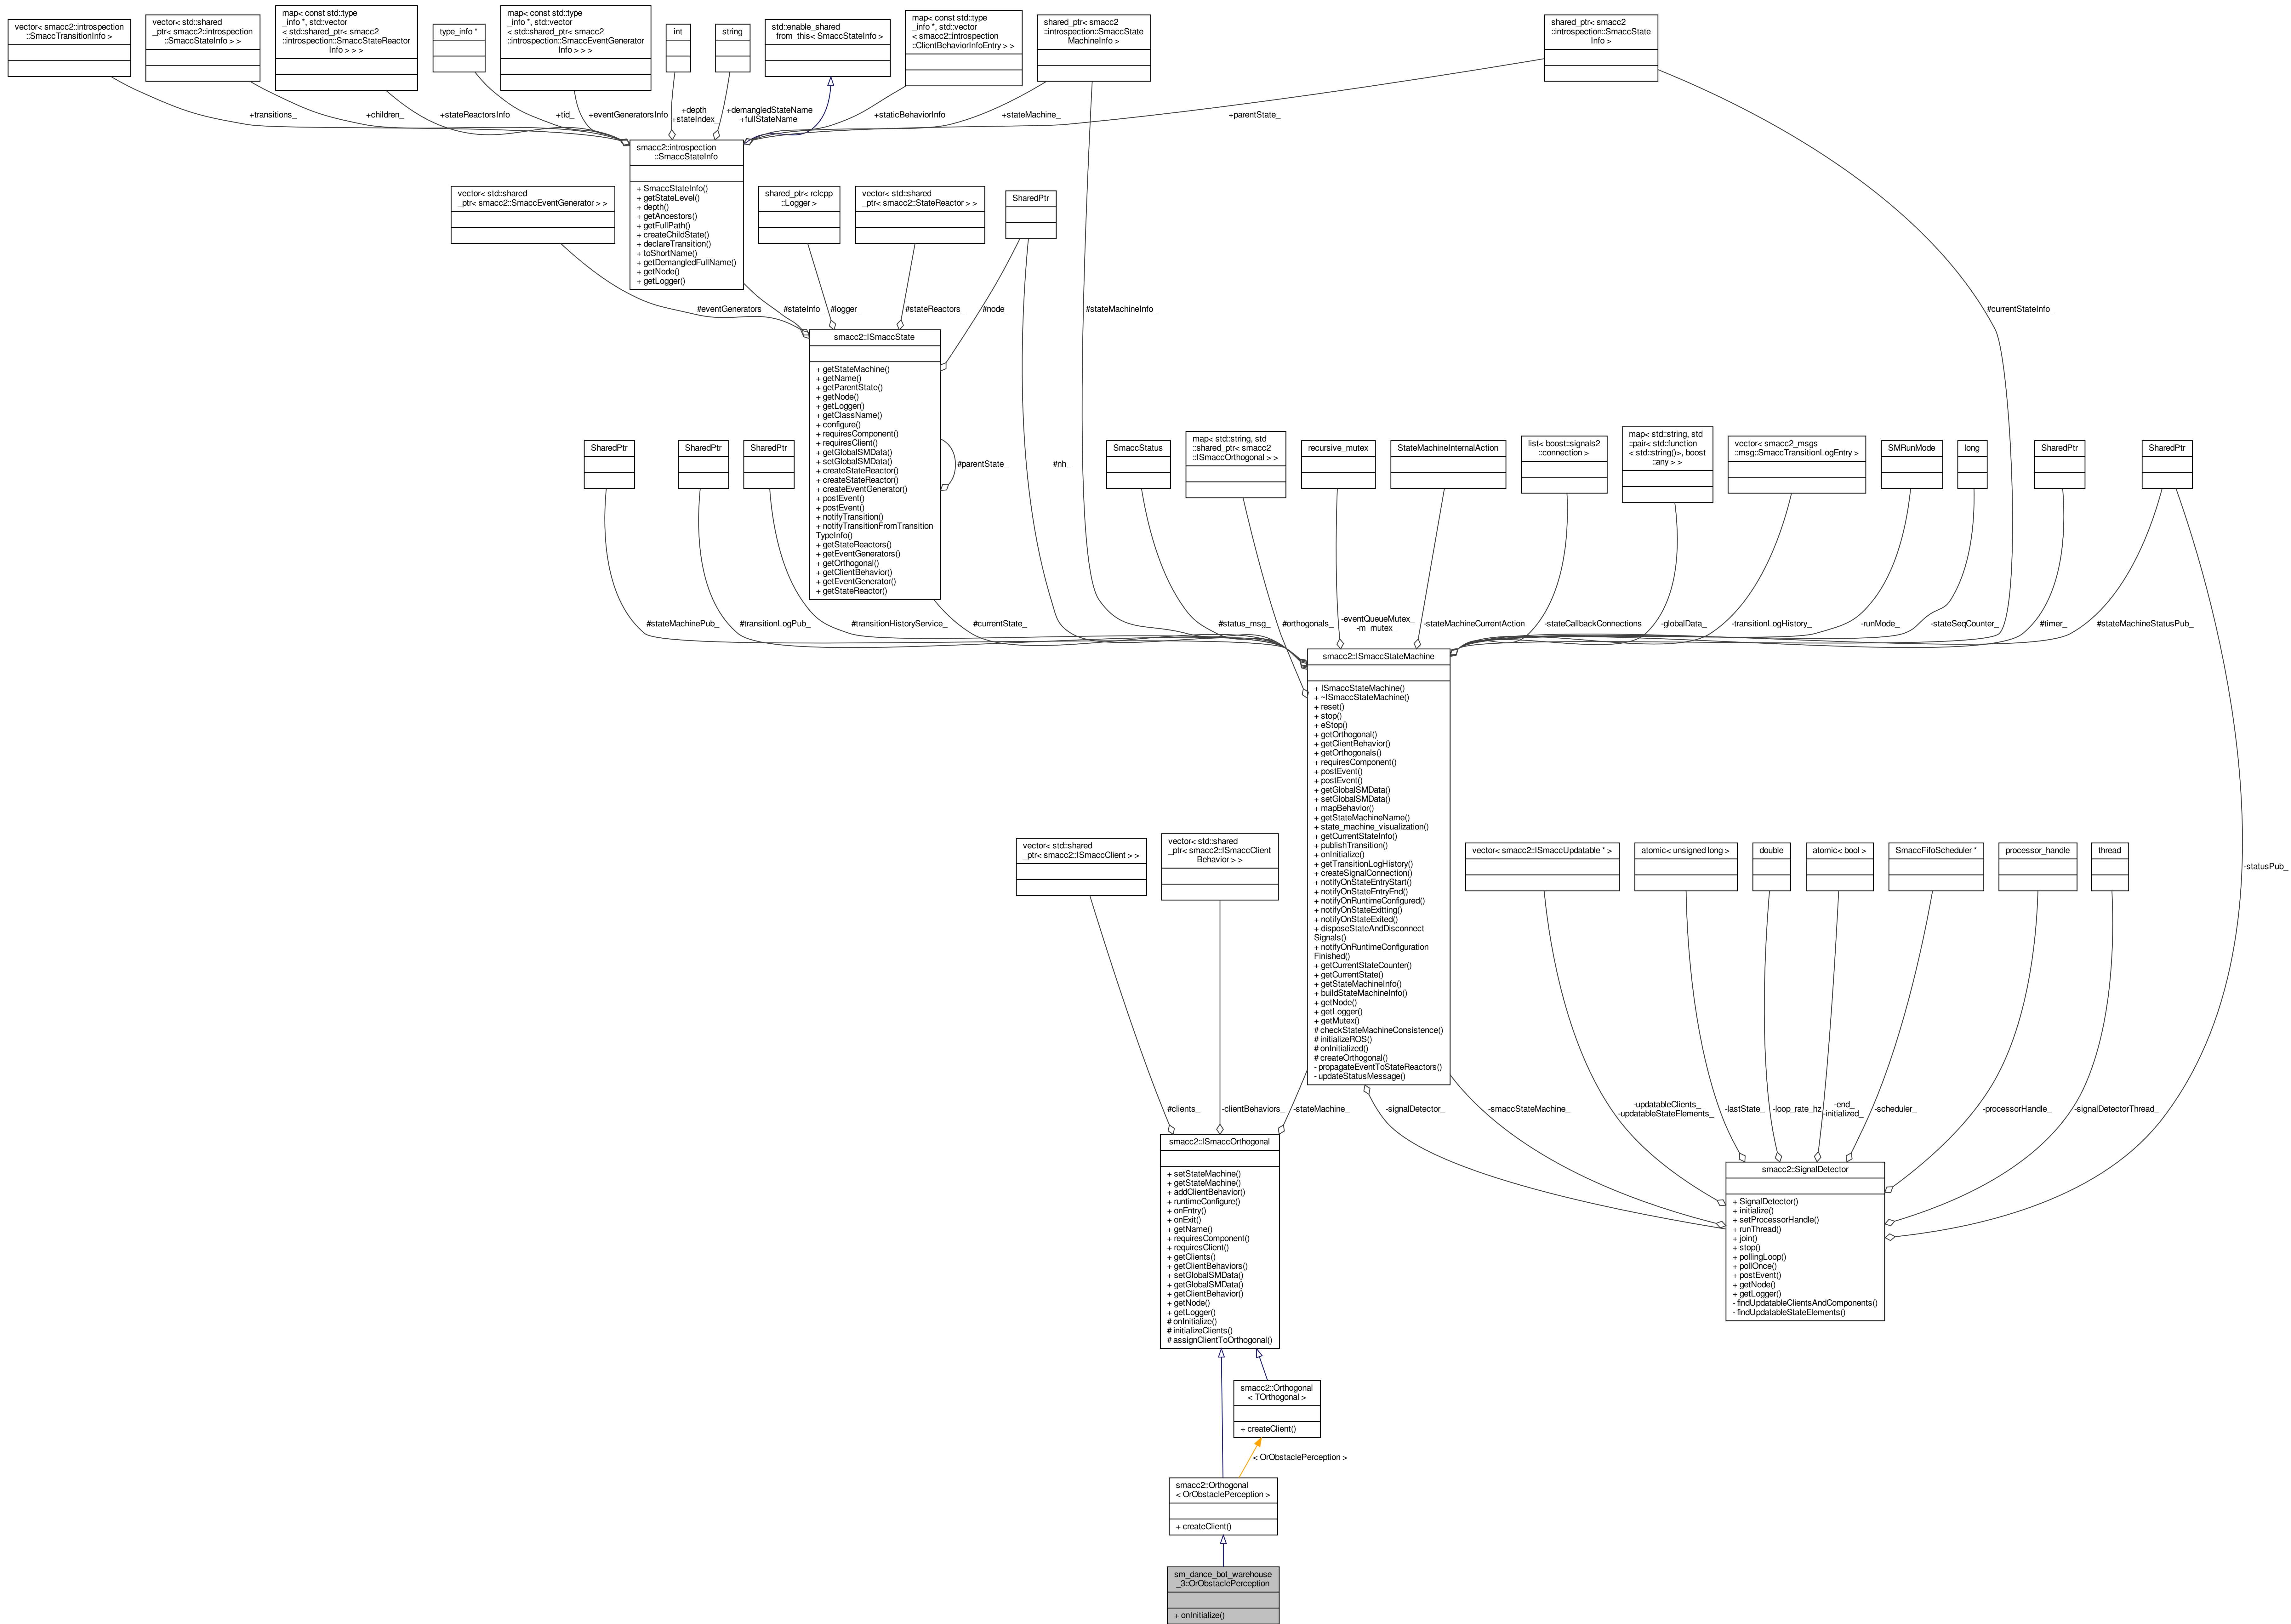 vector< smacc2::introspection
::SmaccTransitionInfo >
vector< std::shared
_ptr< smacc2::introspection
::SmaccStateInfo > >
map< const std::type
_info *, std::vector
< std::shared_ptr< smacc2
::introspection::SmaccStateReactor
Info > > >
type_info *
map< const std::type
_info *, std::vector
< std::shared_ptr< smacc2
::introspection::SmaccEventGenerator
Info > > >
int
string
std::enable_shared
_from_this< SmaccStateInfo >
map< const std::type
_info *, std::vector
< smacc2::introspection
::ClientBehaviorInfoEntry > >
shared_ptr< smacc2
::introspection::SmaccState
MachineInfo >
shared_ptr< smacc2
::introspection::SmaccState
Info >
+transitions_
+children_
+stateReactorsInfo
+tid_
+eventGeneratorsInfo
+depth_
+stateIndex_
+demangledStateName
+fullStateName
+staticBehaviorInfo
+stateMachine_
+parentState_
smacc2::introspection
::SmaccStateInfo
+ SmaccStateInfo()
+ getStateLevel()
+ depth()
+ getAncestors()
+ getFullPath()
+ createChildState()
+ declareTransition()
+ toShortName()
+ getDemangledFullName()
+ getNode()
+ getLogger()
vector< std::shared
_ptr< smacc2::SmaccEventGenerator > >
shared_ptr< rclcpp
::Logger >
vector< std::shared
_ptr< smacc2::StateReactor > >
SharedPtr
#eventGenerators_
#stateInfo_
#logger_
#stateReactors_
#node_
#stateMachineInfo_
#currentStateInfo_
smacc2::ISmaccState
+ getStateMachine()
+ getName()
+ getParentState()
+ getNode()
+ getLogger()
+ getClassName()
+ configure()
+ requiresComponent()
+ requiresClient()
+ getGlobalSMData()
+ setGlobalSMData()
+ createStateReactor()
+ createStateReactor()
+ createEventGenerator()
+ postEvent()
+ postEvent()
+ notifyTransition()
+ notifyTransitionFromTransition
TypeInfo()
+ getStateReactors()
+ getEventGenerators()
+ getOrthogonal()
+ getClientBehavior()
+ getEventGenerator()
+ getStateReactor()
#parentState_
#nh_
SharedPtr
SharedPtr
SharedPtr
SmaccStatus
map< std::string, std
::shared_ptr< smacc2
::ISmaccOrthogonal > >
recursive_mutex
StateMachineInternalAction
list< boost::signals2
::connection >
map< std::string, std
::pair< std::function
< std::string()>, boost
::any > >
vector< smacc2_msgs
::msg::SmaccTransitionLogEntry >
SMRunMode
long
SharedPtr
SharedPtr
#stateMachinePub_
#transitionLogPub_
#transitionHistoryService_
#currentState_
#status_msg_
#orthogonals_
-eventQueueMutex_
-m_mutex_
-stateMachineCurrentAction
-stateCallbackConnections
-globalData_
-transitionLogHistory_
-runMode_
-stateSeqCounter_
#timer_
#stateMachineStatusPub_
smacc2::ISmaccStateMachine
+ ISmaccStateMachine()
+ ~ISmaccStateMachine()
+ reset()
+ stop()
+ eStop()
+ getOrthogonal()
+ getClientBehavior()
+ getOrthogonals()
+ requiresComponent()
+ postEvent()
+ postEvent()
+ getGlobalSMData()
+ setGlobalSMData()
+ mapBehavior()
+ getStateMachineName()
+ state_machine_visualization()
+ getCurrentStateInfo()
+ publishTransition()
+ onInitialize()
+ getTransitionLogHistory()
+ createSignalConnection()
+ notifyOnStateEntryStart()
+ notifyOnStateEntryEnd()
+ notifyOnRuntimeConfigured()
+ notifyOnStateExitting()
+ notifyOnStateExited()
+ disposeStateAndDisconnect
Signals()
+ notifyOnRuntimeConfiguration
Finished()
+ getCurrentStateCounter()
+ getCurrentState()
+ getStateMachineInfo()
+ buildStateMachineInfo()
+ getNode()
+ getLogger()
+ getMutex()
# checkStateMachineConsistence()
# initializeROS()
# onInitialized()
# createOrthogonal()
- propagateEventToStateReactors()
- updateStatusMessage()
vector< std::shared
_ptr< smacc2::ISmaccClient > >
vector< std::shared
_ptr< smacc2::ISmaccClient
Behavior > >
vector< smacc2::ISmaccUpdatable * >
atomic< unsigned long >
double
atomic< bool >
SmaccFifoScheduler *
processor_handle
thread
-statusPub_
#clients_
-clientBehaviors_
-stateMachine_
-signalDetector_
-smaccStateMachine_
-updatableClients_
-updatableStateElements_
-lastState_
-loop_rate_hz
-end_
-initialized_
-scheduler_
-processorHandle_
-signalDetectorThread_
smacc2::ISmaccOrthogonal
+ setStateMachine()
+ getStateMachine()
+ addClientBehavior()
+ runtimeConfigure()
+ onEntry()
+ onExit()
+ getName()
+ requiresComponent()
+ requiresClient()
+ getClients()
+ getClientBehaviors()
+ setGlobalSMData()
+ getGlobalSMData()
+ getClientBehavior()
+ getNode()
+ getLogger()
# onInitialize()
# initializeClients()
# assignClientToOrthogonal()
smacc2::SignalDetector
+ SignalDetector()
+ initialize()
+ setProcessorHandle()
+ runThread()
+ join()
+ stop()
+ pollingLoop()
+ pollOnce()
+ postEvent()
+ getNode()
+ getLogger()
- findUpdatableClientsAndComponents()
- findUpdatableStateElements()
smacc2::Orthogonal
< TOrthogonal >
+ createClient()
< OrObstaclePerception >
smacc2::Orthogonal
< OrObstaclePerception >
+ createClient()
sm_dance_bot_warehouse
_3::OrObstaclePerception
+ onInitialize()